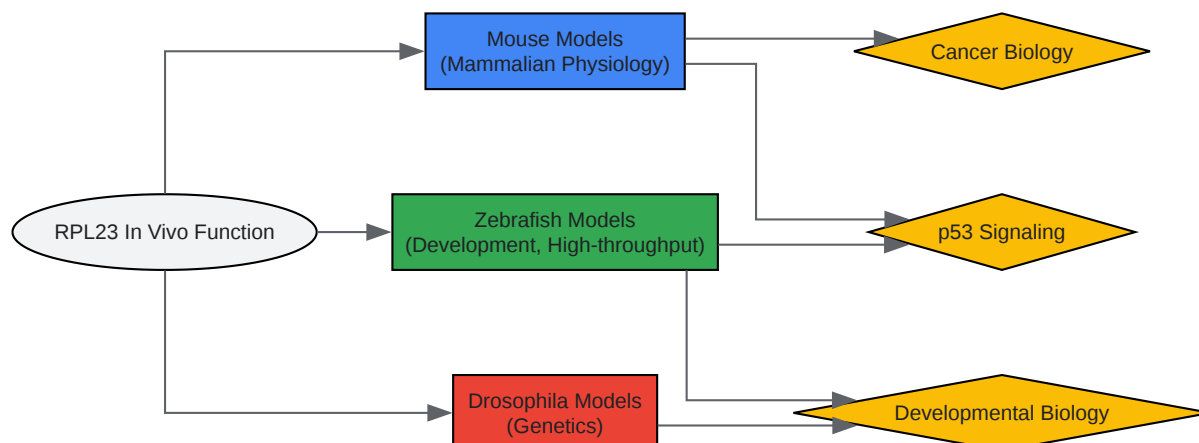 Mouse Models
(Mammalian Physiology)
Cancer Biology
RPL23 In Vivo Function
Zebrafish Models
(Development, High-throughput)
p53 Signaling
Drosophila Models
(Genetics)
Developmental Biology